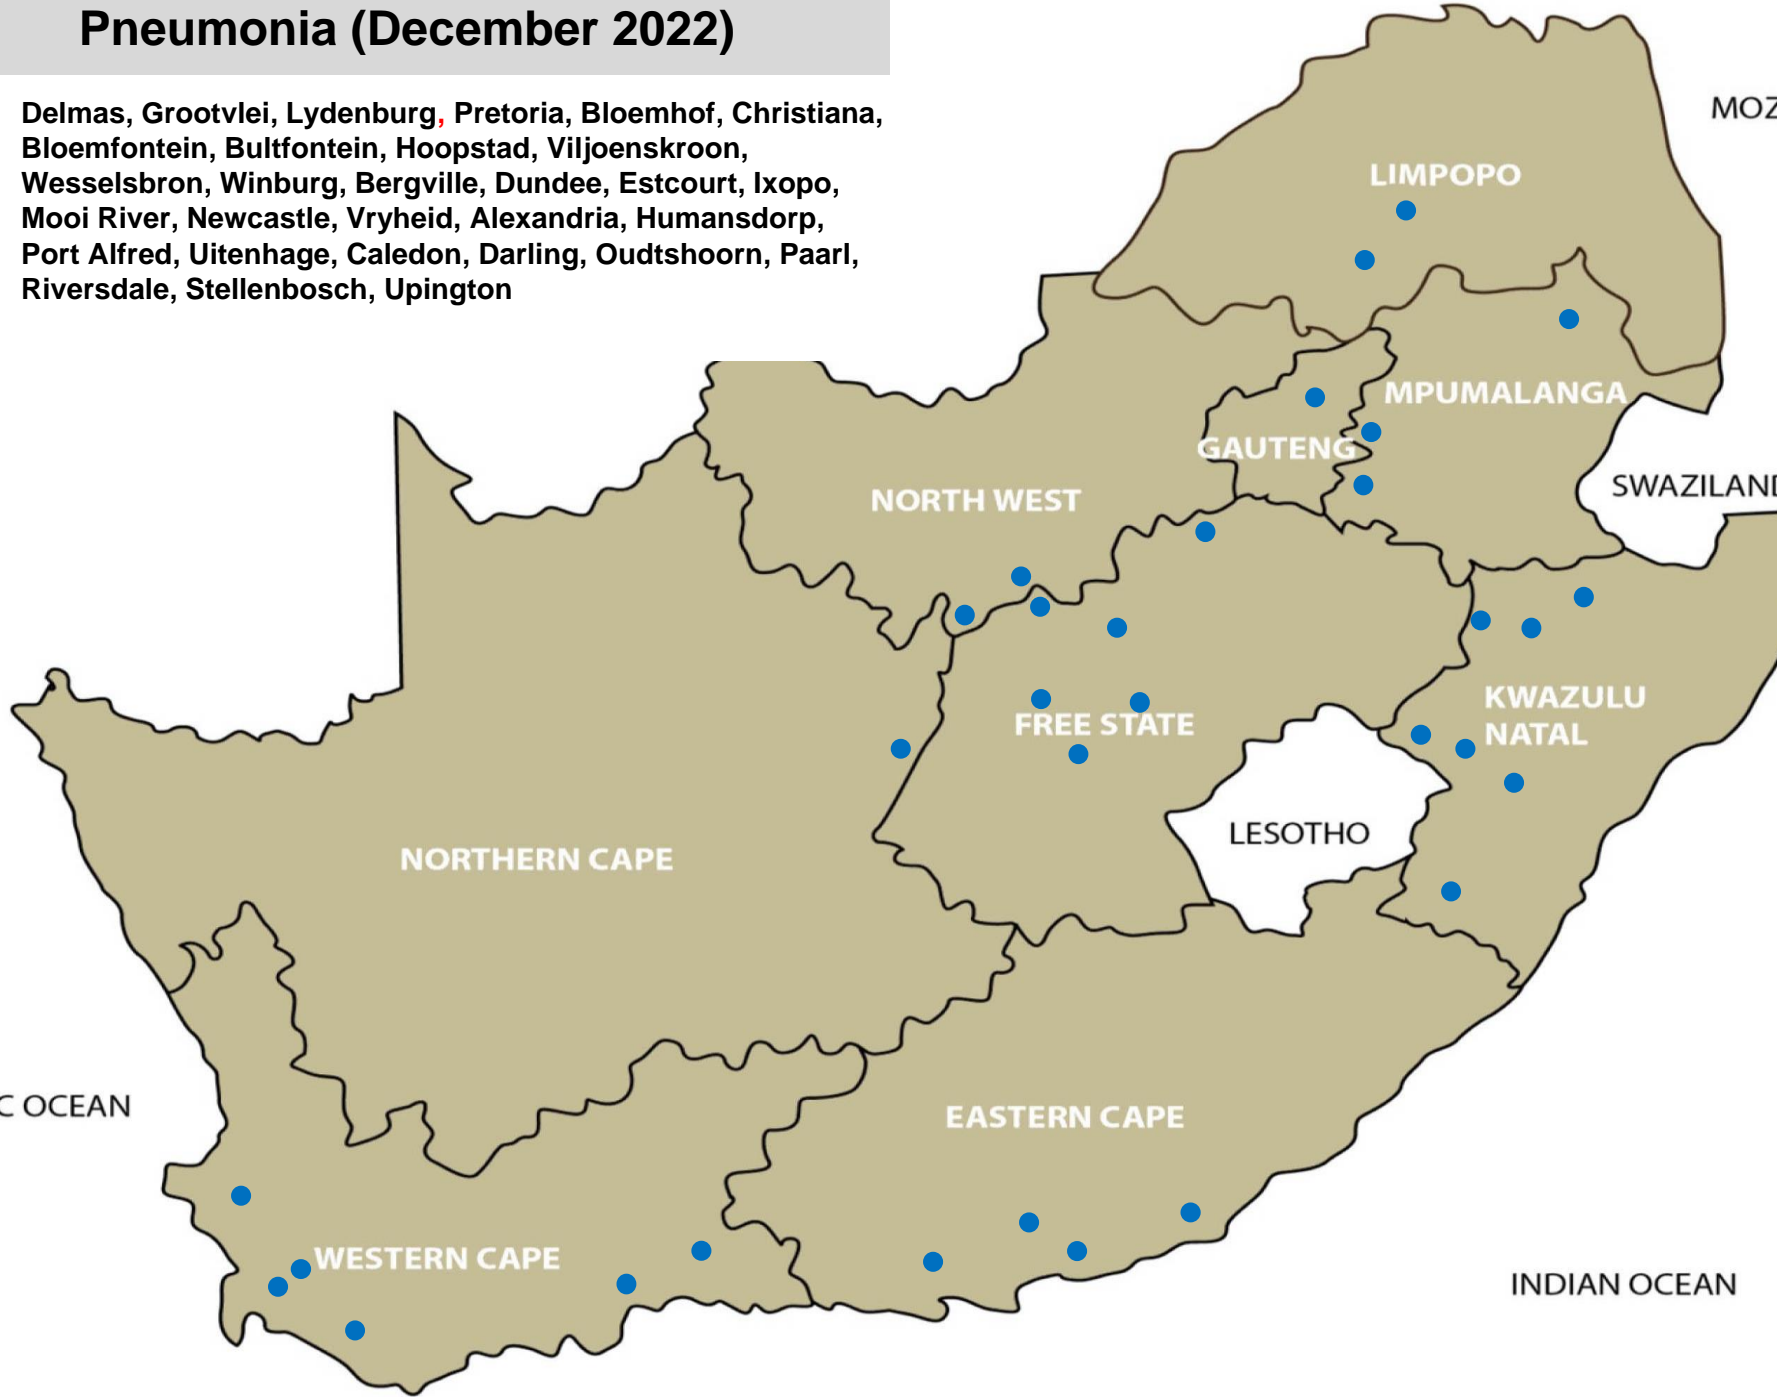 Pneumonia (December 2022)
Delmas, Grootvlei, Lydenburg, Pretoria, Bloemhof, Christiana,
Bloemfontein, Bultfontein, Hoopstad, Viljoenskroon,
Wesselsbron, Winburg, Bergville, Dundee, Estcourt, Ixopo,
Mooi River, Newcastle, Vryheid, Alexandria, Humansdorp,
Port Alfred, Uitenhage, Caledon, Darling, Oudtshoorn, Paarl,
Riversdale, Stellenbosch, Upington
MOZ
LIMPOPO
MPUMALANGA
GAUTENG
SWAZILAND
NORTH WEST
KWAZULU
NATAL
FREE STATE
LESOTHO
NORTHERN CAPE
C OCEAN
EASTERN CAPE
WESTERN CAPE
INDIAN OCEAN